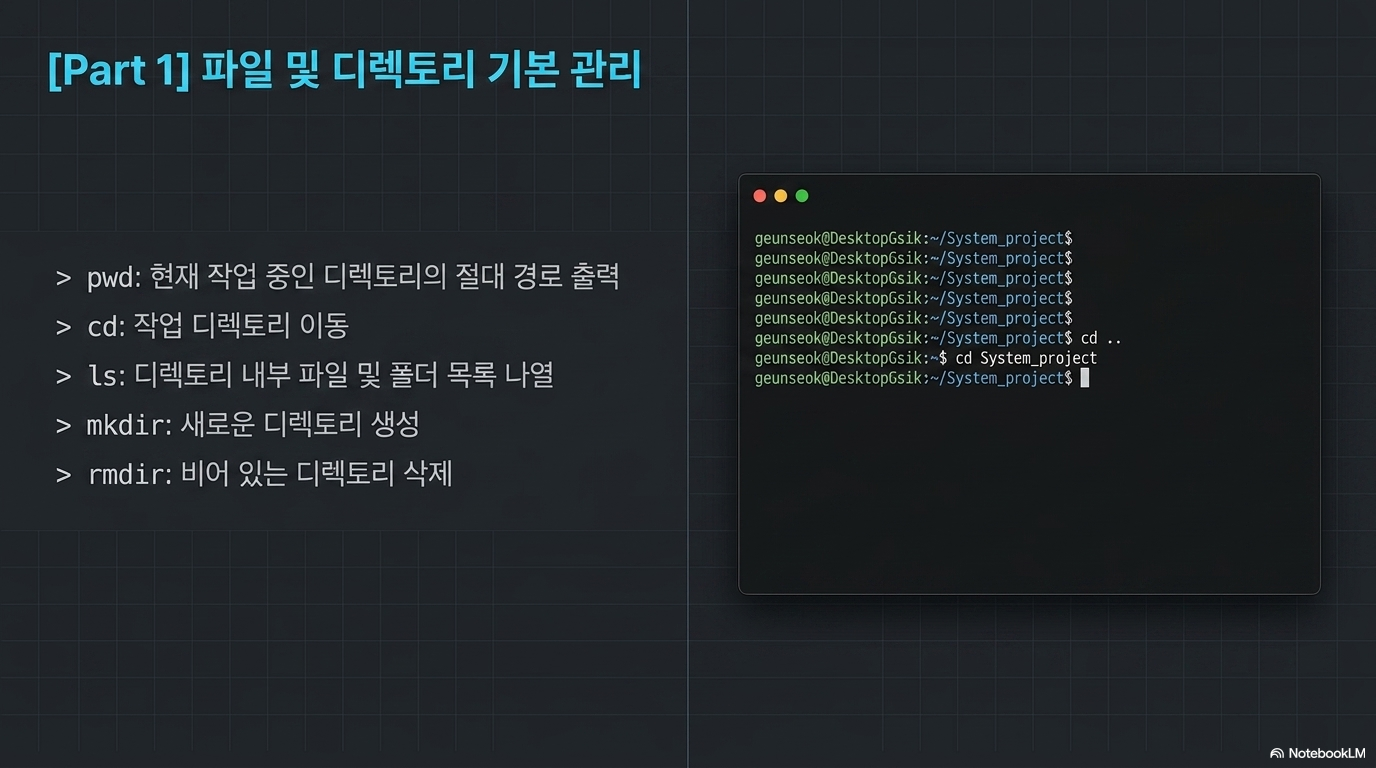 [Part 1] 파일 및 디렉토리 기본 관리
> pwd: 현재 작업 중인 디렉토리의 절대 경로 출력
> cd: 작업 디렉토리 이동
> ls: 디렉토리 내부 파일 및 폴더 목록 나열
> mkdir: 새로운 디렉토리 생성
> rmdir: 비어 있는 디렉토리 삭제
geunseok@DesktopGsik:~/System_project$
geunseok@DesktopGsik:~/System_project$
geunseok@DesktopGsik:~/System_project$
geunseok@DesktopGsik:~/System_project$
geunseok@DesktopGsik:~/System_project$
geunseok@DesktopGsik:~/System_project$ cd ..
geunseok@DesktopGsik:~$ cd System_project
geunseok@DesktopGsik:~/System_project$
NotebookLM